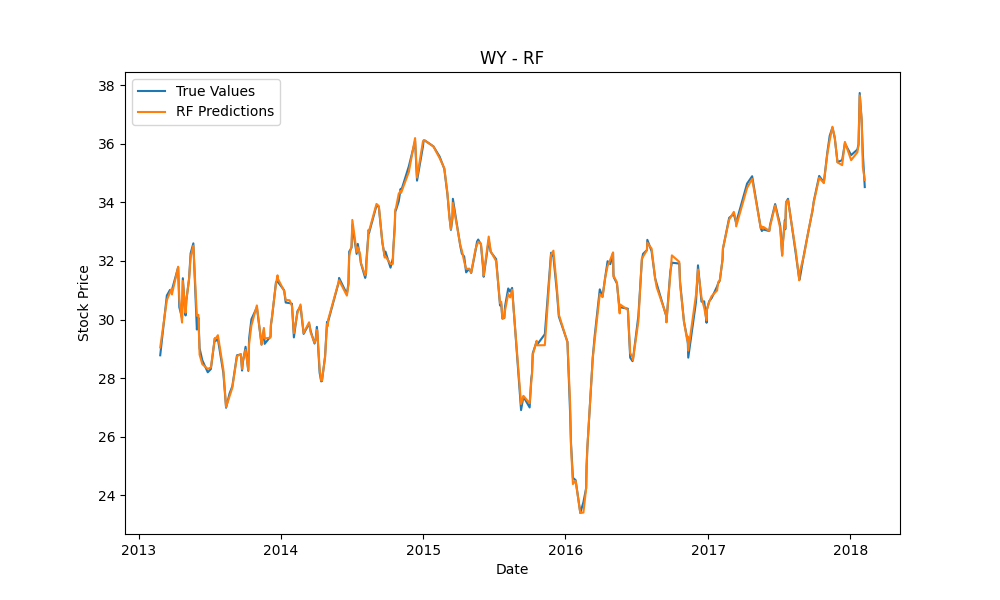 WY - RF
True Values
RF Predictions
38
36
34
32
30
28
26
24
Stock Price
2013
2014
2015
2016
2017
2018
Date